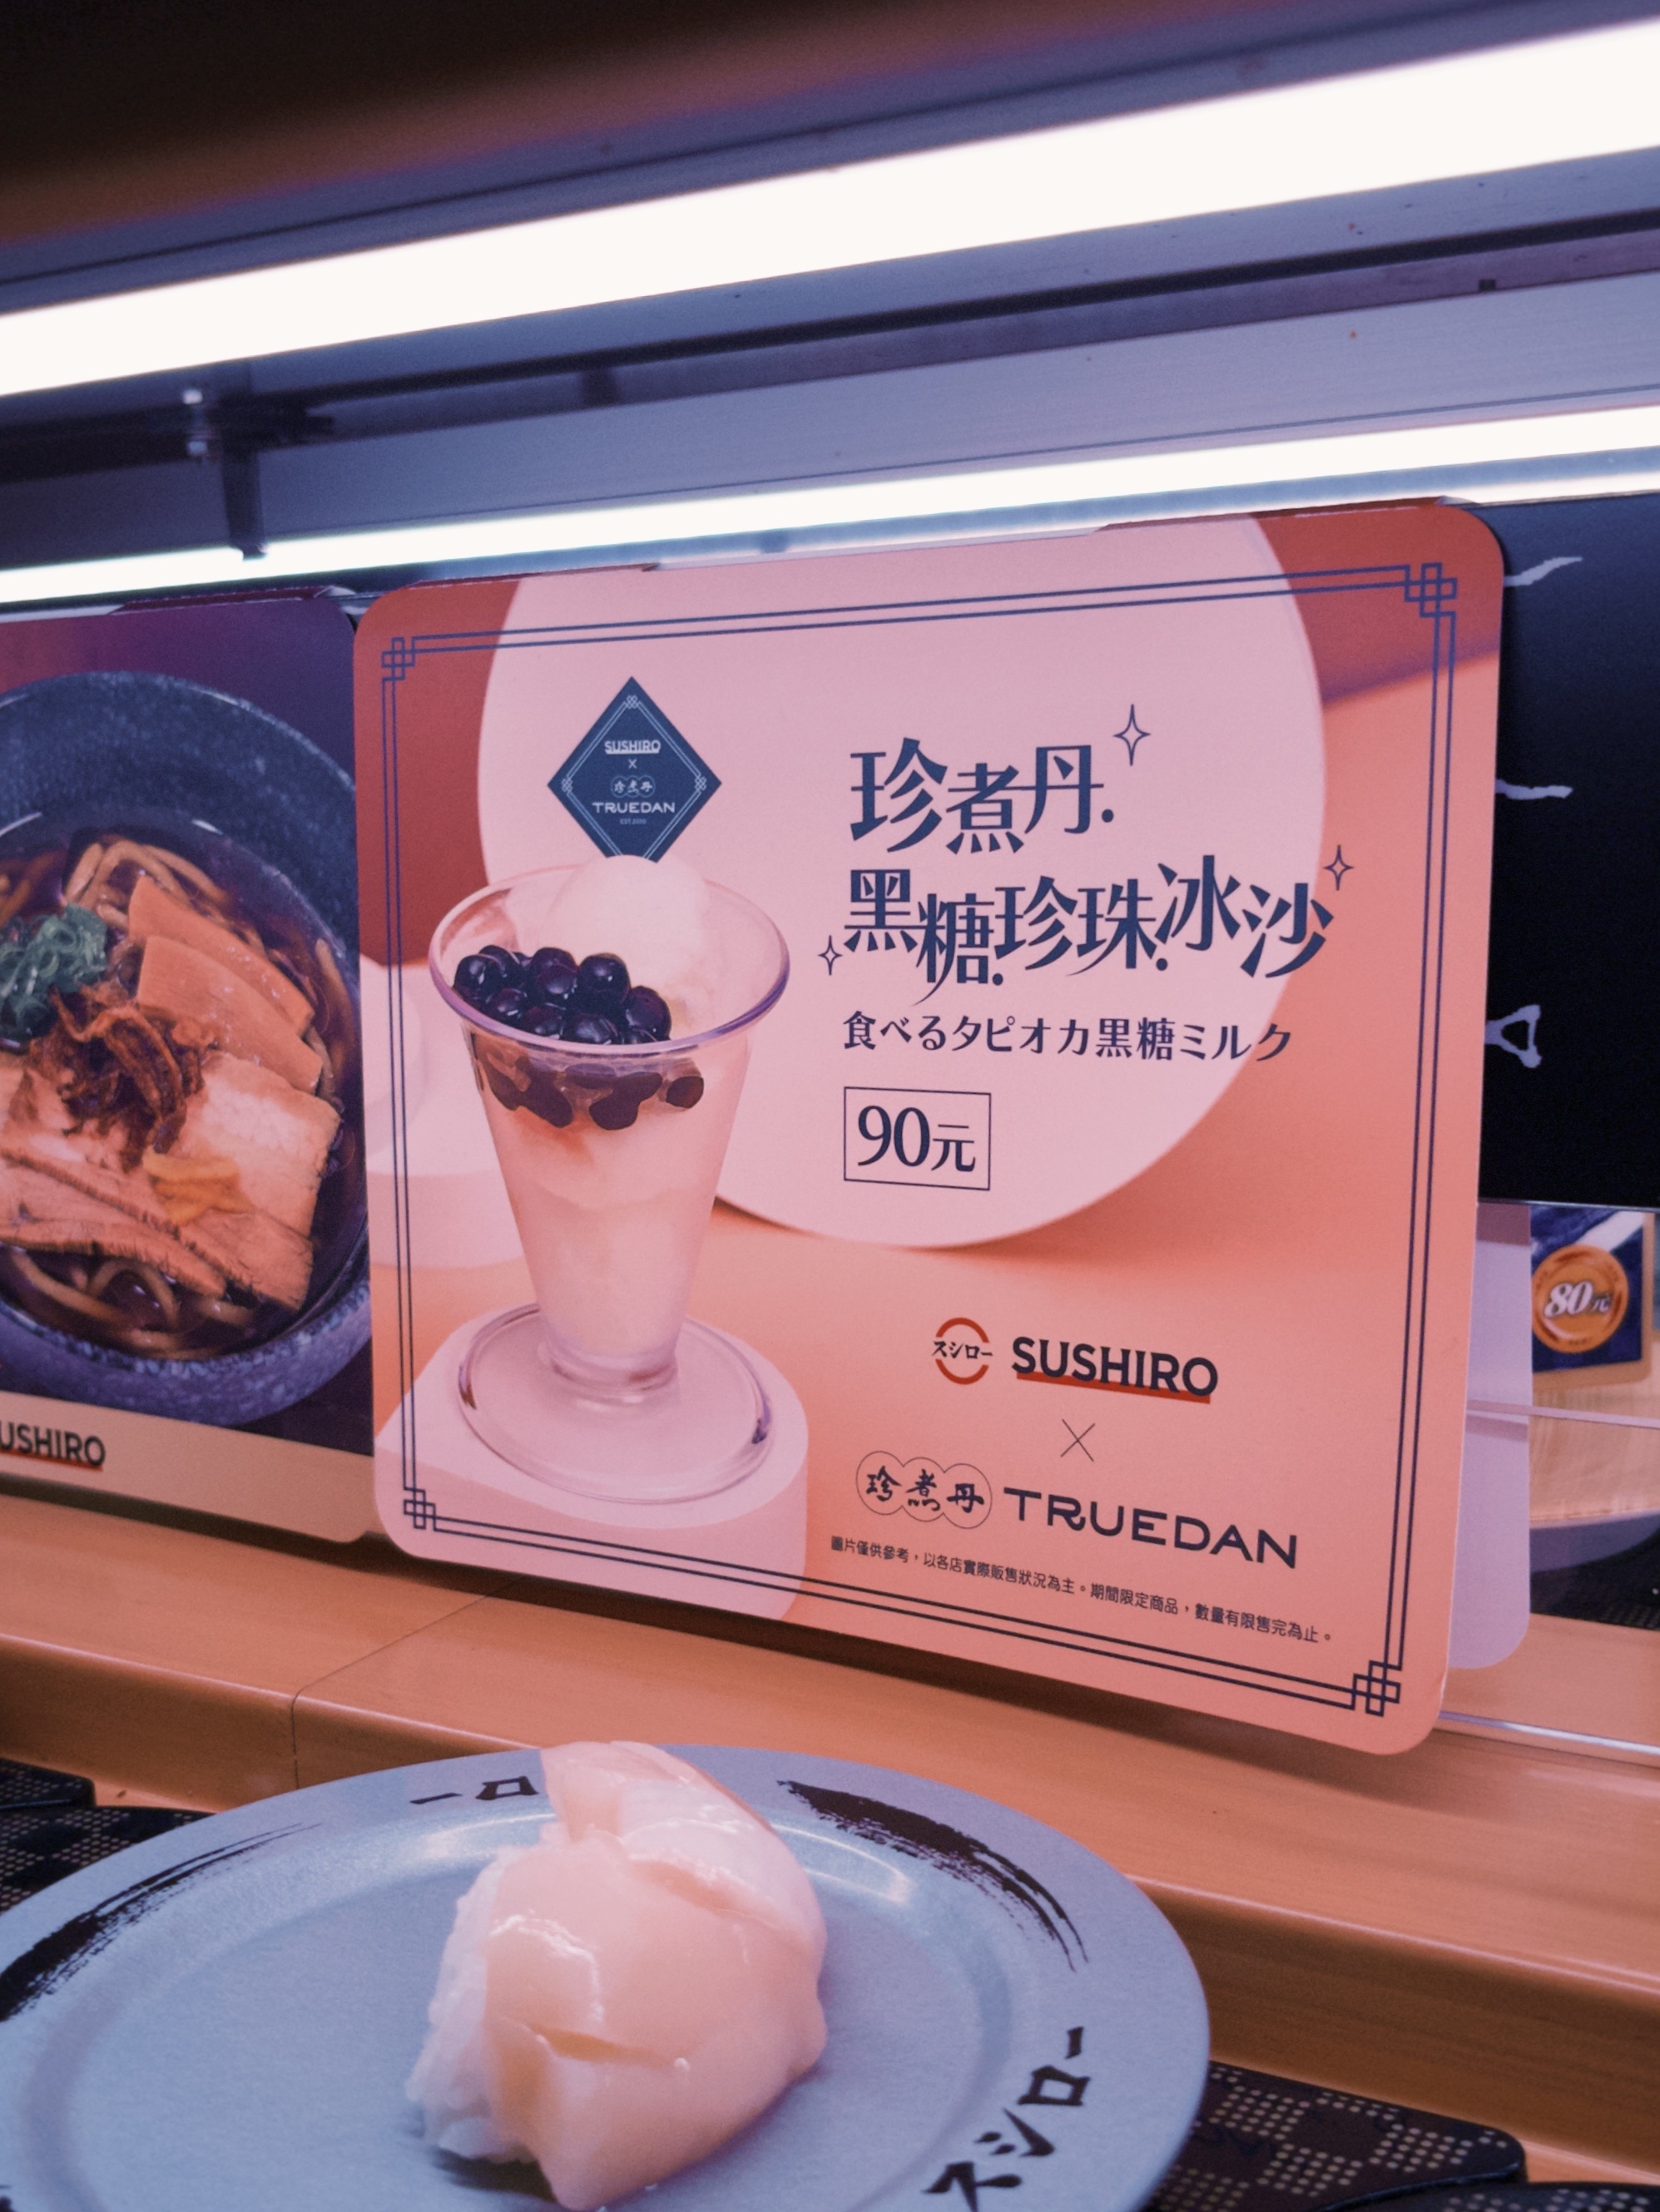 SUSHIRO
×
珍煮丹
TRUEDAN
珍煮丹
黑糖珍珠冰沙
食べるタピオカ黒糖ミルク
90元
スシロー SUSHIRO
×
珍煮丹 TRUEDAN
圖片僅供參考，以各店實際販售狀況為主。期間限定商品，數量有限售完為止。
USHIRO
80元
スシロー